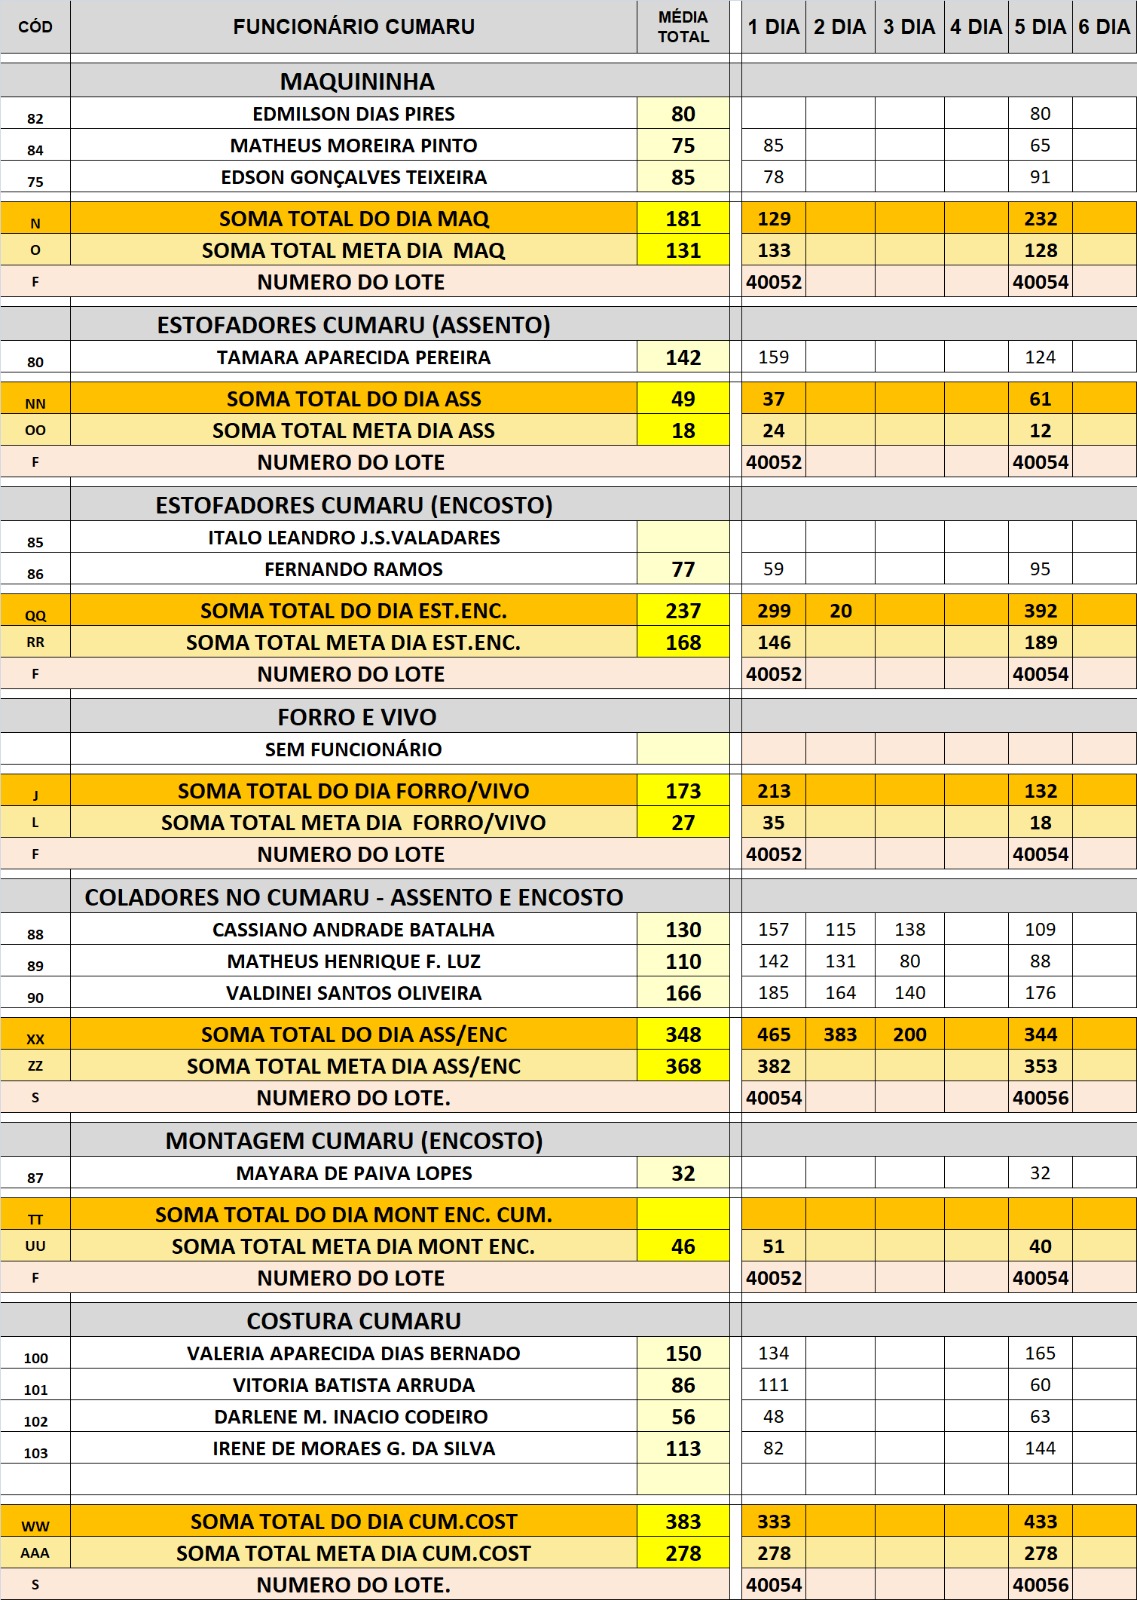 CÓD FUNCIONÁRIO CUMARU MÉDIA TOTAL 1 DIA 2 DIA 3 DIA 4 DIA 5 DIA 6 DIA
MAQUININHA
82 EDMILSON DIAS PIRES 80 80
84 MATHEUS MOREIRA PINTO 75 85 65
75 EDSON GONÇALVES TEIXEIRA 85 78 91
N SOMA TOTAL DO DIA MAQ 181 129 232
O SOMA TOTAL META DIA MAQ 131 133 128
F NUMERO DO LOTE 40052 40054
ESTOFADORES CUMARU (ASSENTO)
80 TAMARA APARECIDA PEREIRA 142 159 124
NN SOMA TOTAL DO DIA ASS 49 37 61
OO SOMA TOTAL META DIA ASS 18 24 12
F NUMERO DO LOTE 40052 40054
ESTOFADORES CUMARU (ENCOSTO)
85 ITALO LEANDRO J.S.VALADARES
86 FERNANDO RAMOS 77 59 95
QQ SOMA TOTAL DO DIA EST.ENC. 237 299 20 392
RR SOMA TOTAL META DIA EST.ENC. 168 146 189
F NUMERO DO LOTE 40052 40054
FORRO E VIVO
SEM FUNCIONÁRIO
J SOMA TOTAL DO DIA FORRO/VIVO 173 213 132
L SOMA TOTAL META DIA FORRO/VIVO 27 35 18
F NUMERO DO LOTE 40052 40054
COLADORES NO CUMARU - ASSENTO E ENCOSTO
88 CASSIANO ANDRADE BATALHA 130 157 115 138 109
89 MATHEUS HENRIQUE F. LUZ 110 142 131 80 88
90 VALDINEI SANTOS OLIVEIRA 166 185 164 140 176
XX SOMA TOTAL DO DIA ASS/ENC 348 465 383 200 344
ZZ SOMA TOTAL META DIA ASS/ENC 368 382 353
S NUMERO DO LOTE. 40054 40056
MONTAGEM CUMARU (ENCOSTO)
87 MAYARA DE PAIVA LOPES 32 32
TT SOMA TOTAL DO DIA MONT ENC. CUM.
UU SOMA TOTAL META DIA MONT ENC. 46 51 40
F NUMERO DO LOTE 40052 40054
COSTURA CUMARU
100 VALERIA APARECIDA DIAS BERNADO 150 134 165
101 VITORIA BATISTA ARRUDA 86 111 60
102 DARLENE M. INACIO CODEIRO 56 48 63
103 IRENE DE MORAES G. DA SILVA 113 82 144
WW SOMA TOTAL DO DIA CUM.COST 383 333 433
AAA SOMA TOTAL META DIA CUM.COST 278 278 278
S NUMERO DO LOTE. 40054 40056